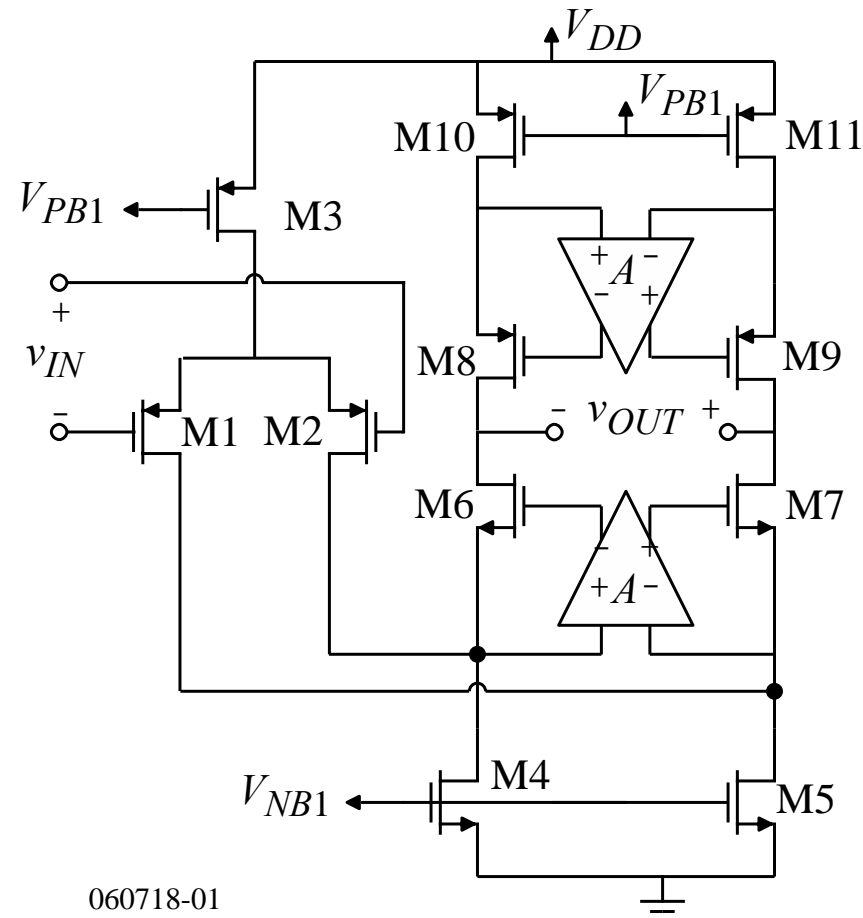 VDD
VPB1
M10
M11
VPB1
M3
+ A −
− +
+
vIN
−
M8
M9
M1
M2
− vOUT +
M6
M7
− +
+ A −
VNB1
M4
M5
060718-01